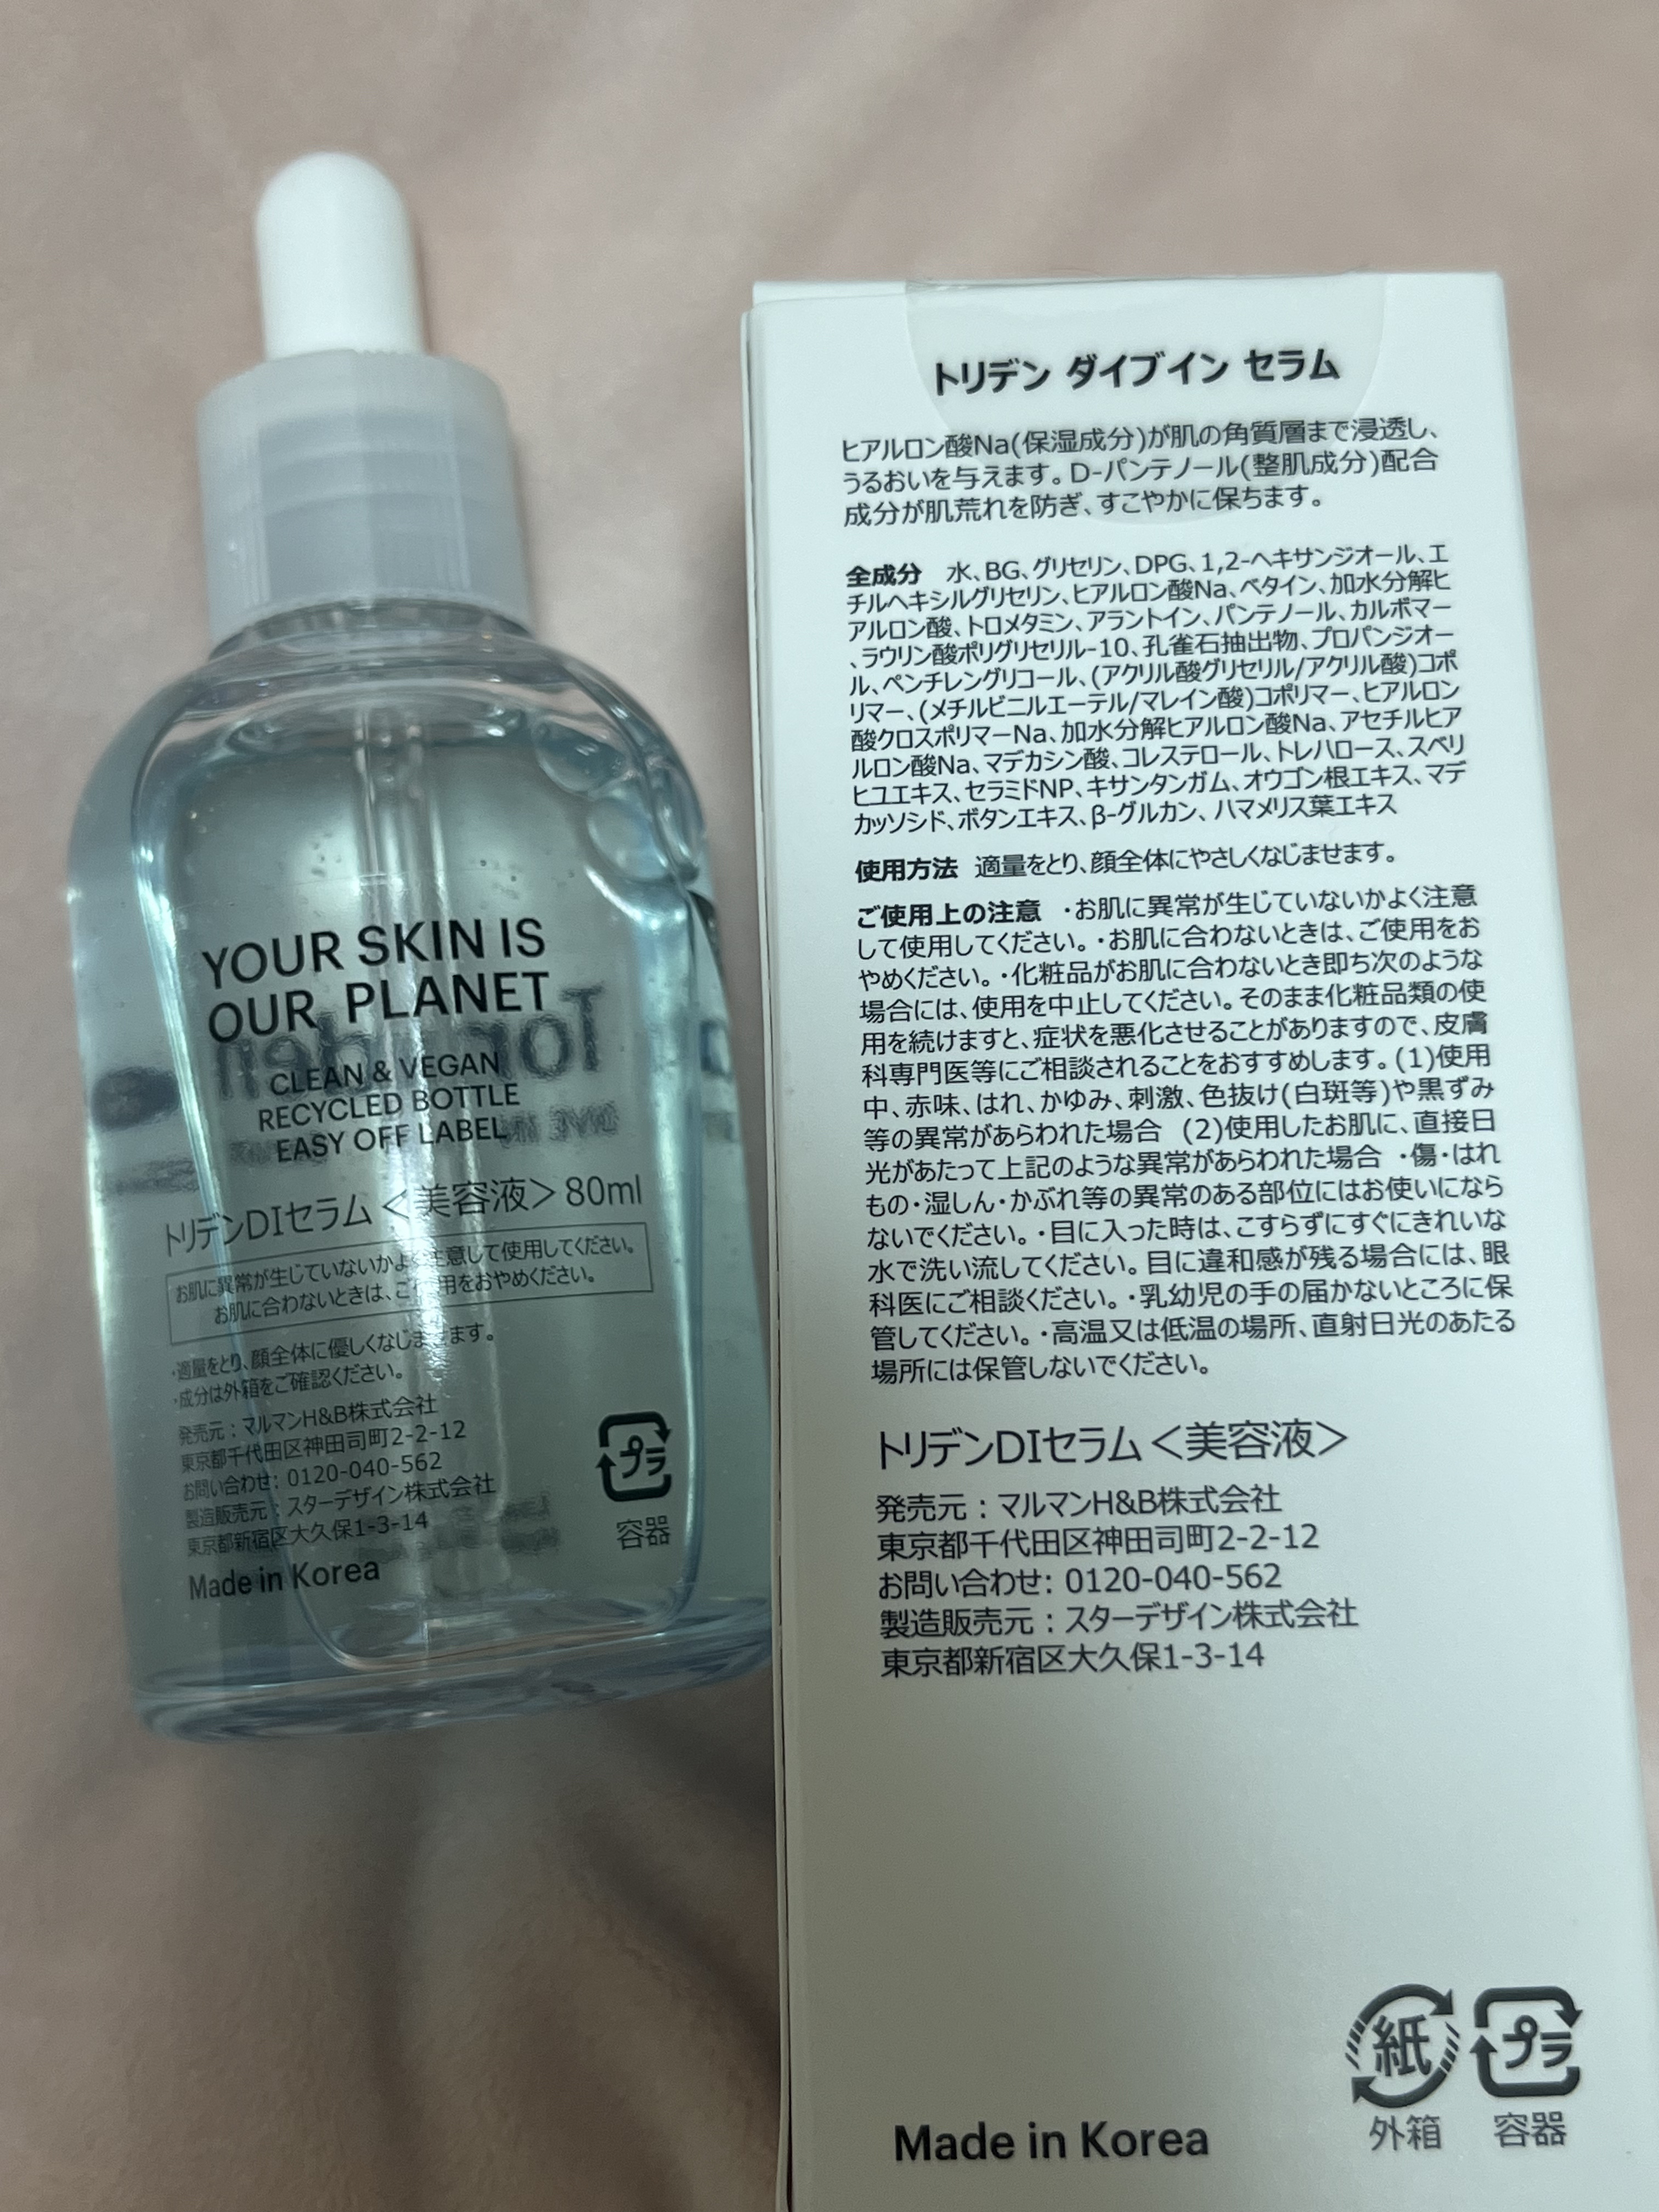 YOUR SKIN IS
OUR PLANET
CLEAN & VEGAN
RECYCLED BOTTLE
EASY OFF LABEL
トリデンDIセラム＜美容液＞80ml
お肌に異常が生じていないかよく注意して使用してください。
お肌に合わないときは、ご使用をおやめください。
・適量をとり、顔全体に優しくなじませます。
・成分は外箱をご確認ください。
発売元：マルマンH&B株式会社
東京都千代田区神田司町2-2-12
お問い合わせ: 0120-040-562
製造販売元：スターデザイン株式会社
東京都新宿区大久保1-3-14
Made in Korea
プラ
容器
Torriden
DIVE IN
トリデン ダイブイン セラム
ヒアルロン酸Na(保湿成分)が肌の角質層まで浸透し、
うるおいを与えます。D-パンテノール(整肌成分)配合
成分が肌荒れを防ぎ、すこやかに保ちます。
全成分 水、BG、グリセリン、DPG、1,2-ヘキサンジオール、エ
チルヘキシルグリセリン、ヒアルロン酸Na、ベタイン、加水分解ヒ
アルロン酸、トロメタミン、アラントイン、パンテノール、カルボマー
、ラウリン酸ポリグリセリル-10、孔雀石抽出物、プロパンジオー
ル、ペンチレングリコール、(アクリル酸グリセリル/アクリル酸)コポ
リマー、(メチルビニルエーテル/マレイン酸)コポリマー、ヒアルロン
酸クロスポリマーNa、加水分解ヒアルロン酸Na、アセチルヒア
ルロン酸Na、マデカシン酸、コレステロール、トレハロース、スベリ
ヒユエキス、セラミドNP、キサンタンガム、オウゴン根エキス、マデ
カッソシド、ボタンエキス、β-グルカン、ハマメリス葉エキス
使用方法 適量をとり、顔全体にやさしくなじませます。
ご使用上の注意 ・お肌に異常が生じていないかよく注意
して使用してください。・お肌に合わないときは、ご使用をお
やめください。・化粧品がお肌に合わないとき即ち次のような
場合には、使用を中止してください。そのまま化粧品類の使
用を続けますと、症状を悪化させることがありますので、皮膚
科専門医等にご相談されることをおすすめします。(1)使用
中、赤味、はれ、かゆみ、刺激、色抜け(白斑等)や黒ずみ
等の異常があらわれた場合 (2)使用したお肌に、直接日
光があたって上記のような異常があらわれた場合 ・傷・はれ
もの・湿しん・かぶれ等の異常のある部位にはお使いになら
ないでください。・目に入った時は、こすらずにすぐにきれいな
水で洗い流してください。目に違和感が残る場合には、眼
科医にご相談ください。・乳幼児の手の届かないところに保
管してください。・高温又は低温の場所、直射日光のあたる
場所には保管しないでください。
トリデンDIセラム＜美容液＞
発売元：マルマンH&B株式会社
東京都千代田区神田司町2-2-12
お問い合わせ: 0120-040-562
製造販売元：スターデザイン株式会社
東京都新宿区大久保1-3-14
Made in Korea
紙
外箱
プラ
容器